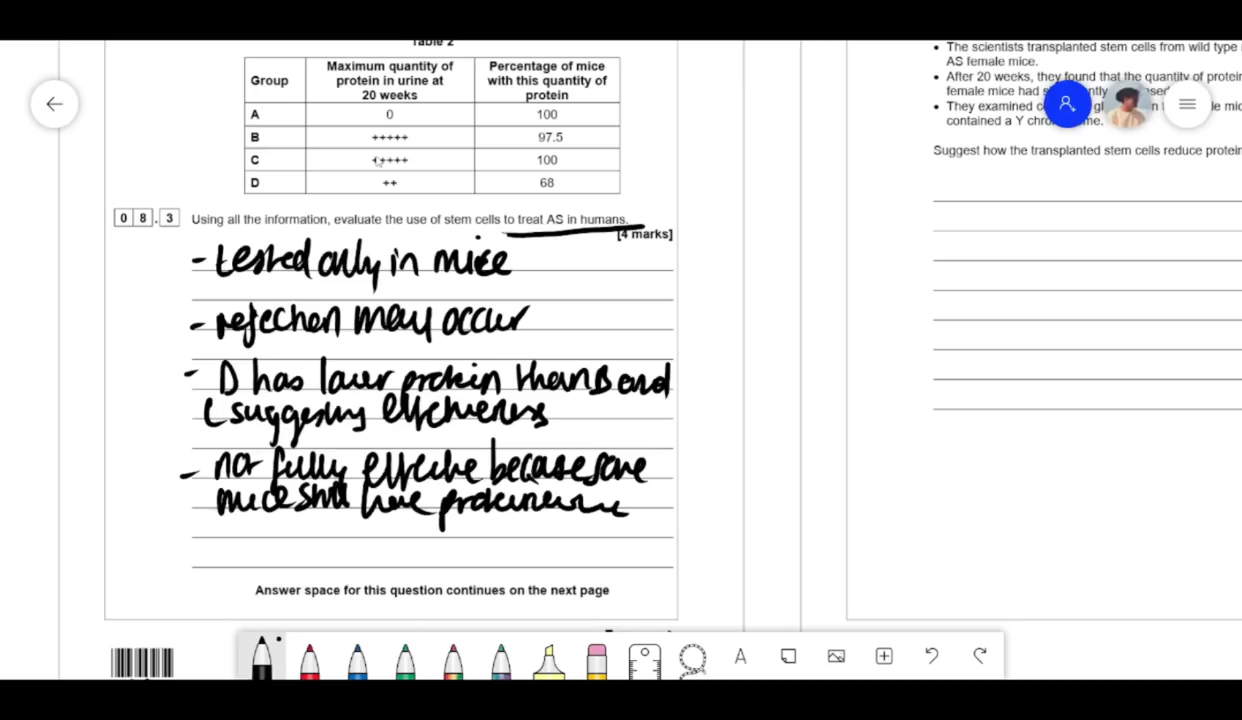 Table 2
Group
Maximum quantity of protein in urine at 20 weeks
Percentage of mice with this quantity of protein
A 0 100
B +++++ 97.5
C +++++ 100
D ++ 68
08.3 Using all the information, evaluate the use of stem cells to treat AS in humans.
[4 marks]
- tested only in mice
- rejection may occur
- D has lower protein than B and
C suggesting effectiveness
- not fully effective because some
mice still have protein
Answer space for this question continues on the next page
• The scientists transplanted stem cells from wild type
AS female mice.
• After 20 weeks, they found that the quantity of protein
female mice had
• They examined
contained a Y
Suggest how the transplanted stem cells reduce protein
A